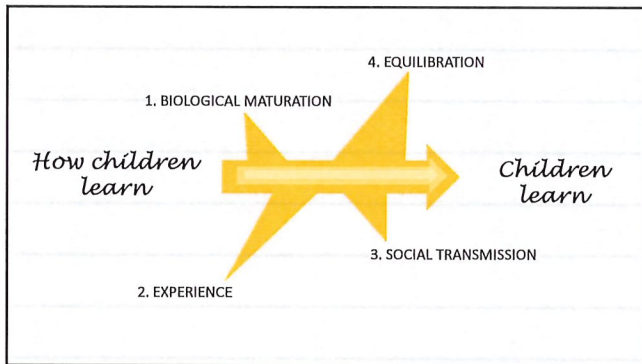 4. EQUILIBRATION
1. BIOLOGICAL MATURATION
How children
learn
Children
learn
3. SOCIAL TRANSMISSION
2. EXPERIENCE